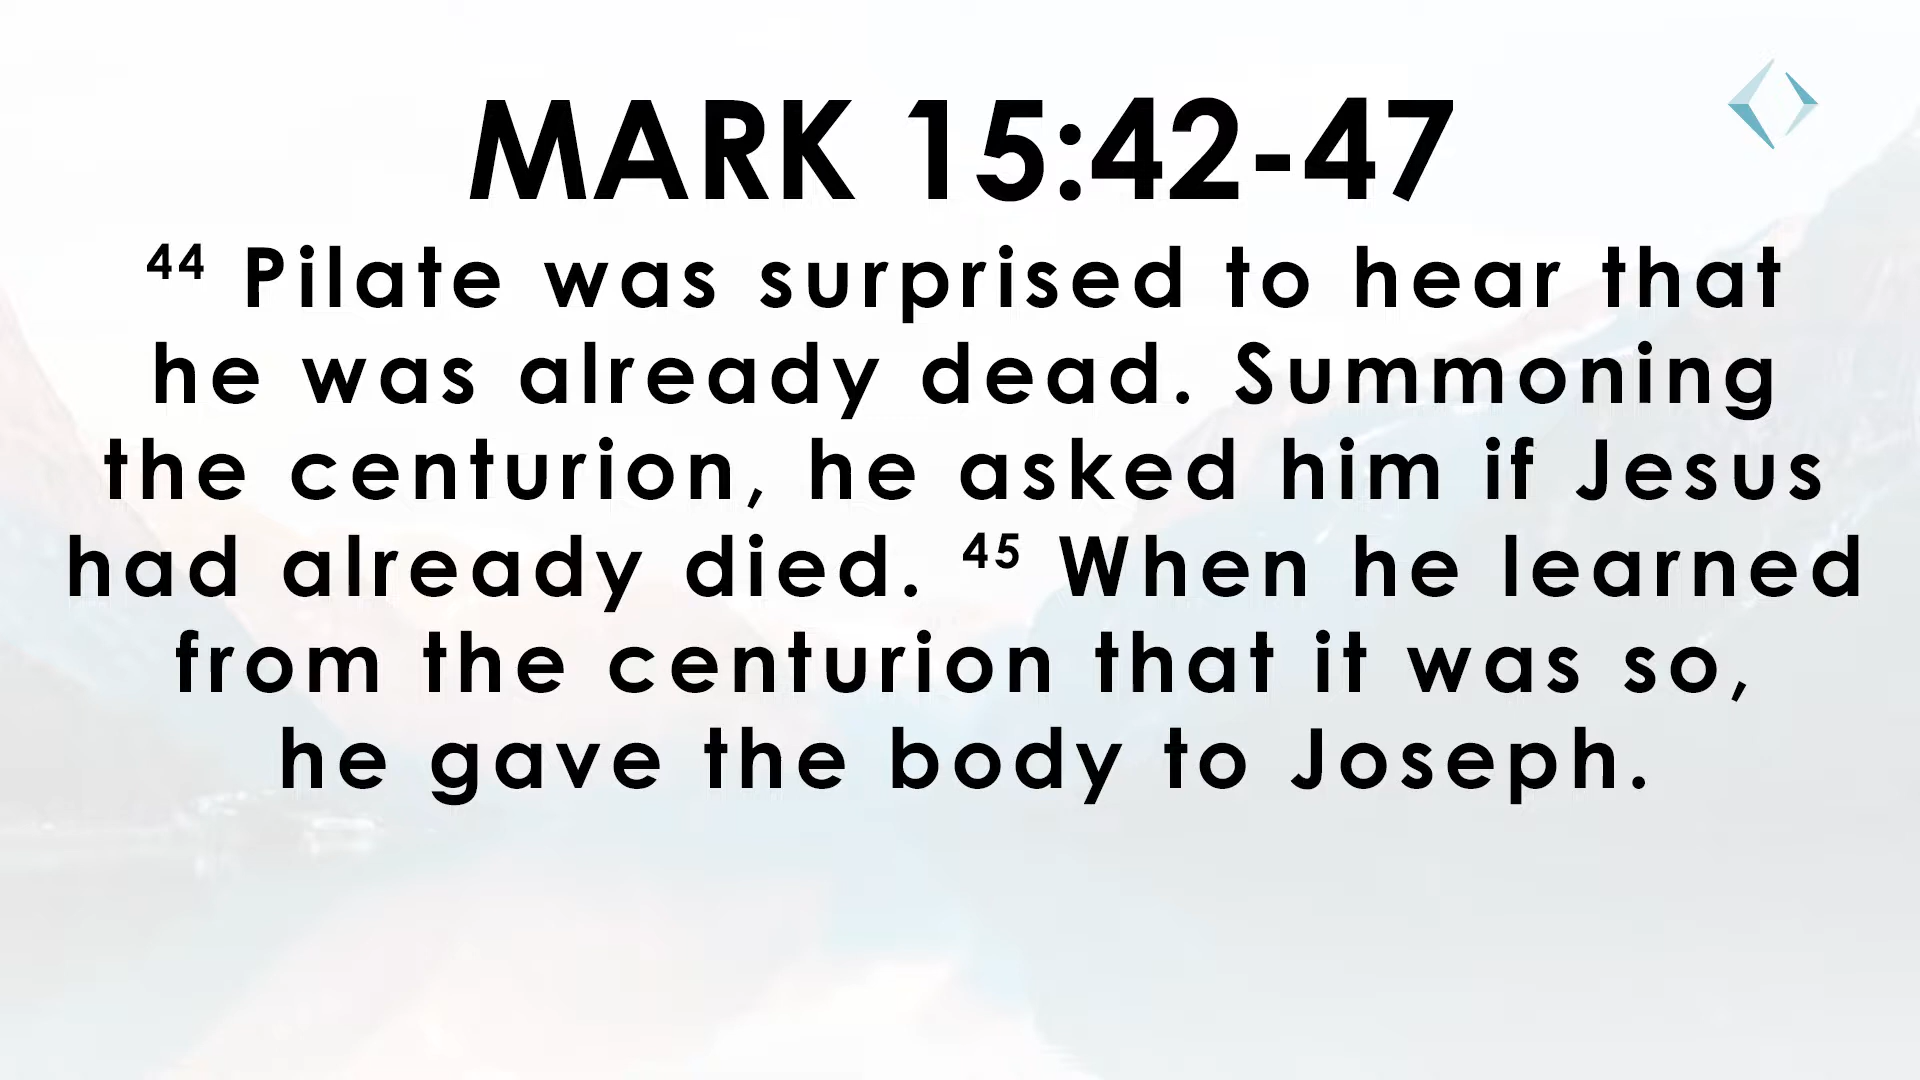 MARK 15:42-47
44 Pilate was surprised to hear that
he was already dead. Summoning
the centurion, he asked him if Jesus
had already died. 45 When he learned
from the centurion that it was so,
he gave the body to Joseph.